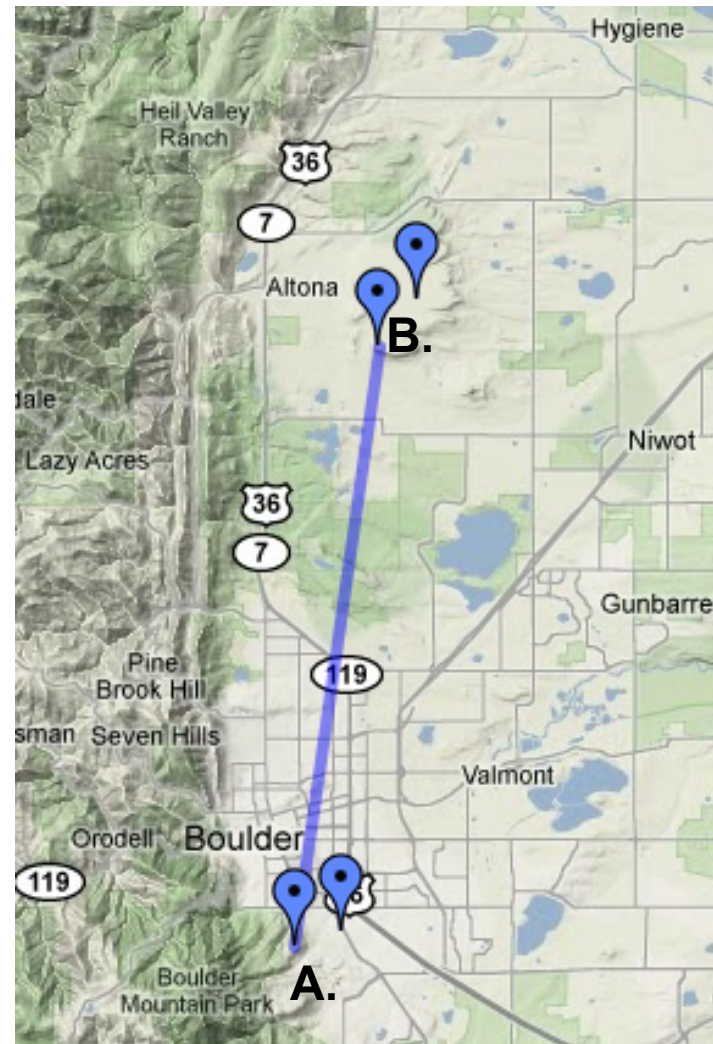 Hygiene
Heil Valley
Ranch
36
7
Altona
B.
dale
Niwot
Lazy Acres
36
7
Gunbarre
Pine
Brook Hill
119
sman
Seven Hills
Valmont
Orodell
Boulder
119
6
A.
Boulder
Mountain Park